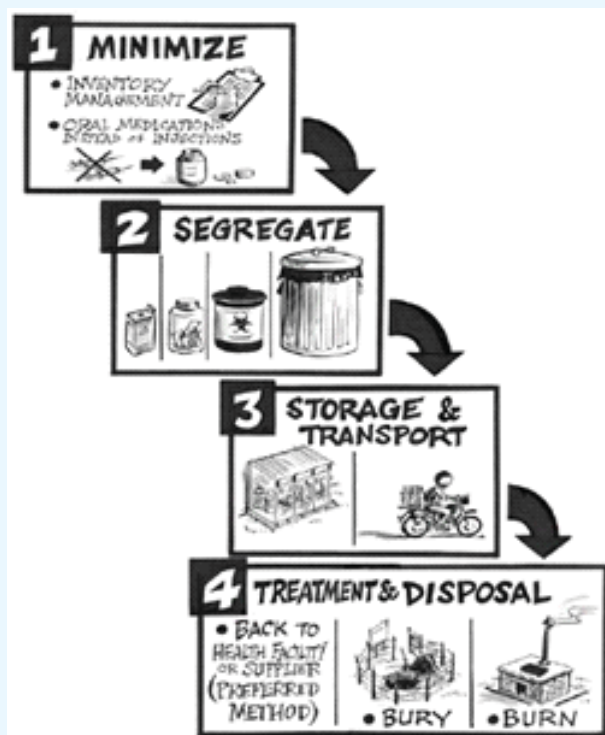 1 MINIMIZE
• INVENTORY
MANAGEMENT
• ORAL MEDICATIONS
INSTEAD OF INJECTIONS
2 SEGREGATE
3 STORAGE &
TRANSPORT
4 TREATMENT & DISPOSAL
• BACK TO
HEALTH FACILITY
OR SUPPLIER
(PREFERRED
METHOD)
• BURY
• BURN